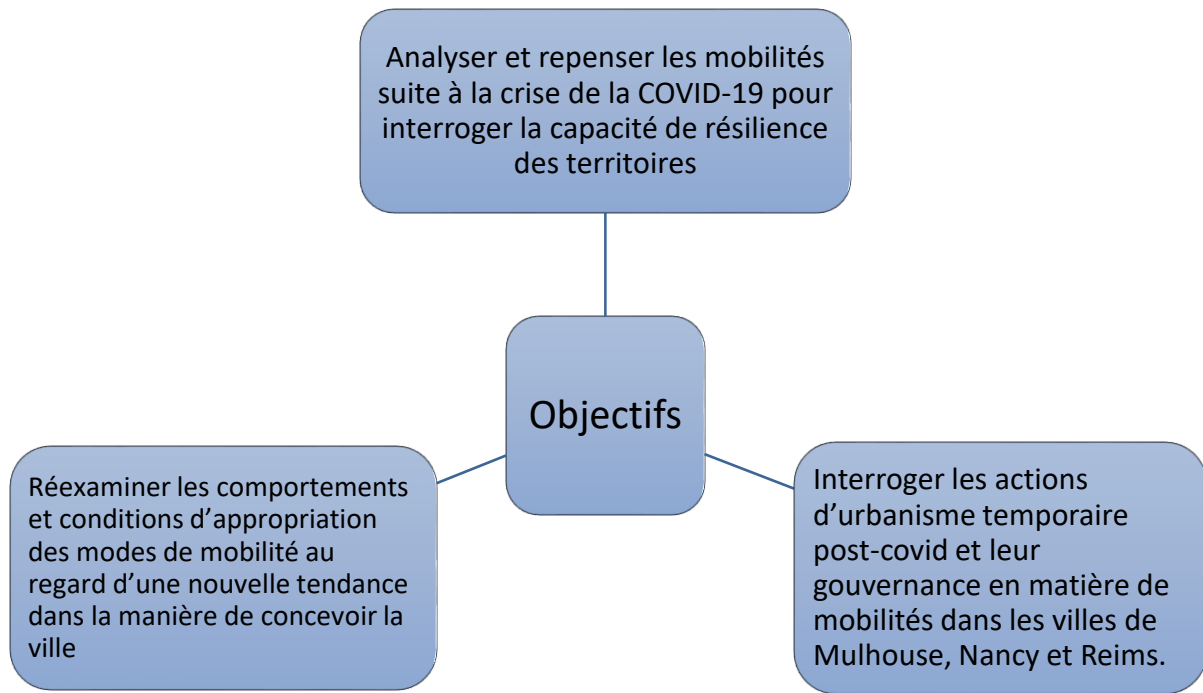 Analyser et repenser les mobilités
suite à la crise de la COVID-19 pour
interroger la capacité de résilience
des territoires
Objectifs
Réexaminer les comportements
et conditions d’appropriation
des modes de mobilité au
regard d’une nouvelle tendance
dans la manière de concevoir la
ville
Interroger les actions
d’urbanisme temporaire
post-covid et leur
gouvernance en matière de
mobilités dans les villes de
Mulhouse, Nancy et Reims.